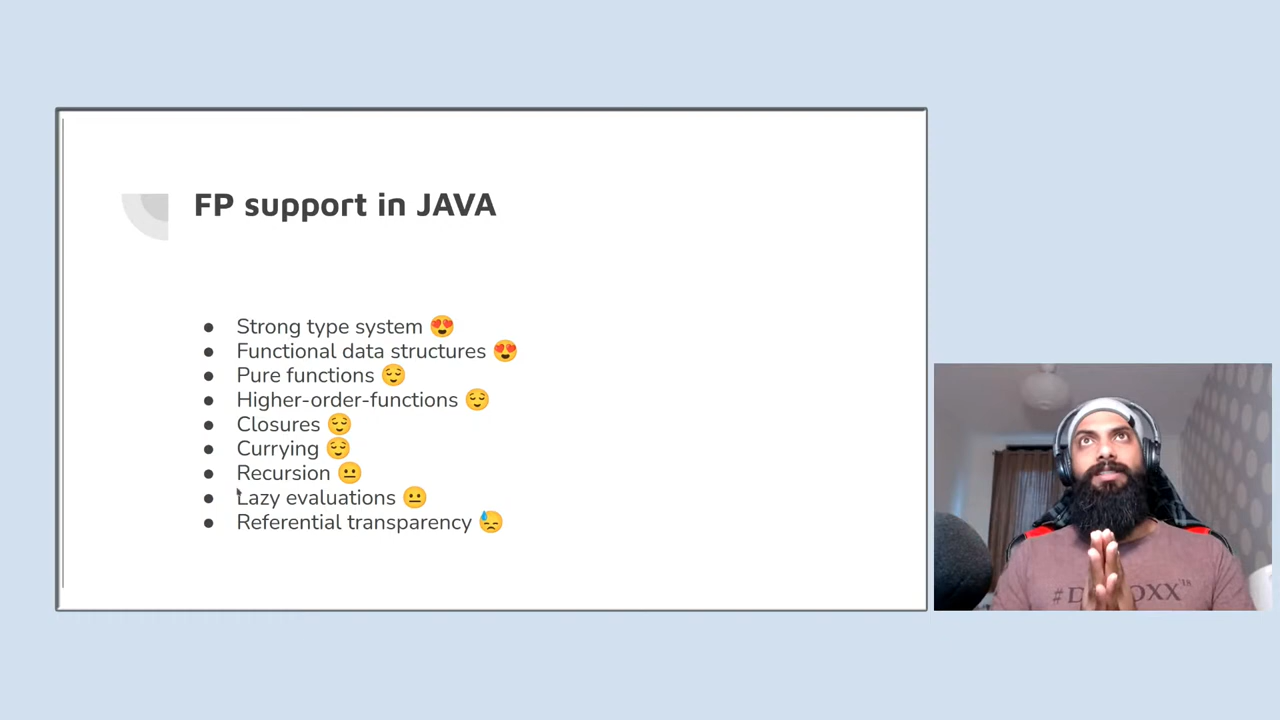 FP support in JAVA
● Strong type system 😍
● Functional data structures 😍
● Pure functions 😌
● Higher-order-functions 😌
● Closures 😌
● Currying 😌
● Recursion 😐
● Lazy evaluations 😐
● Referential transparency 😓